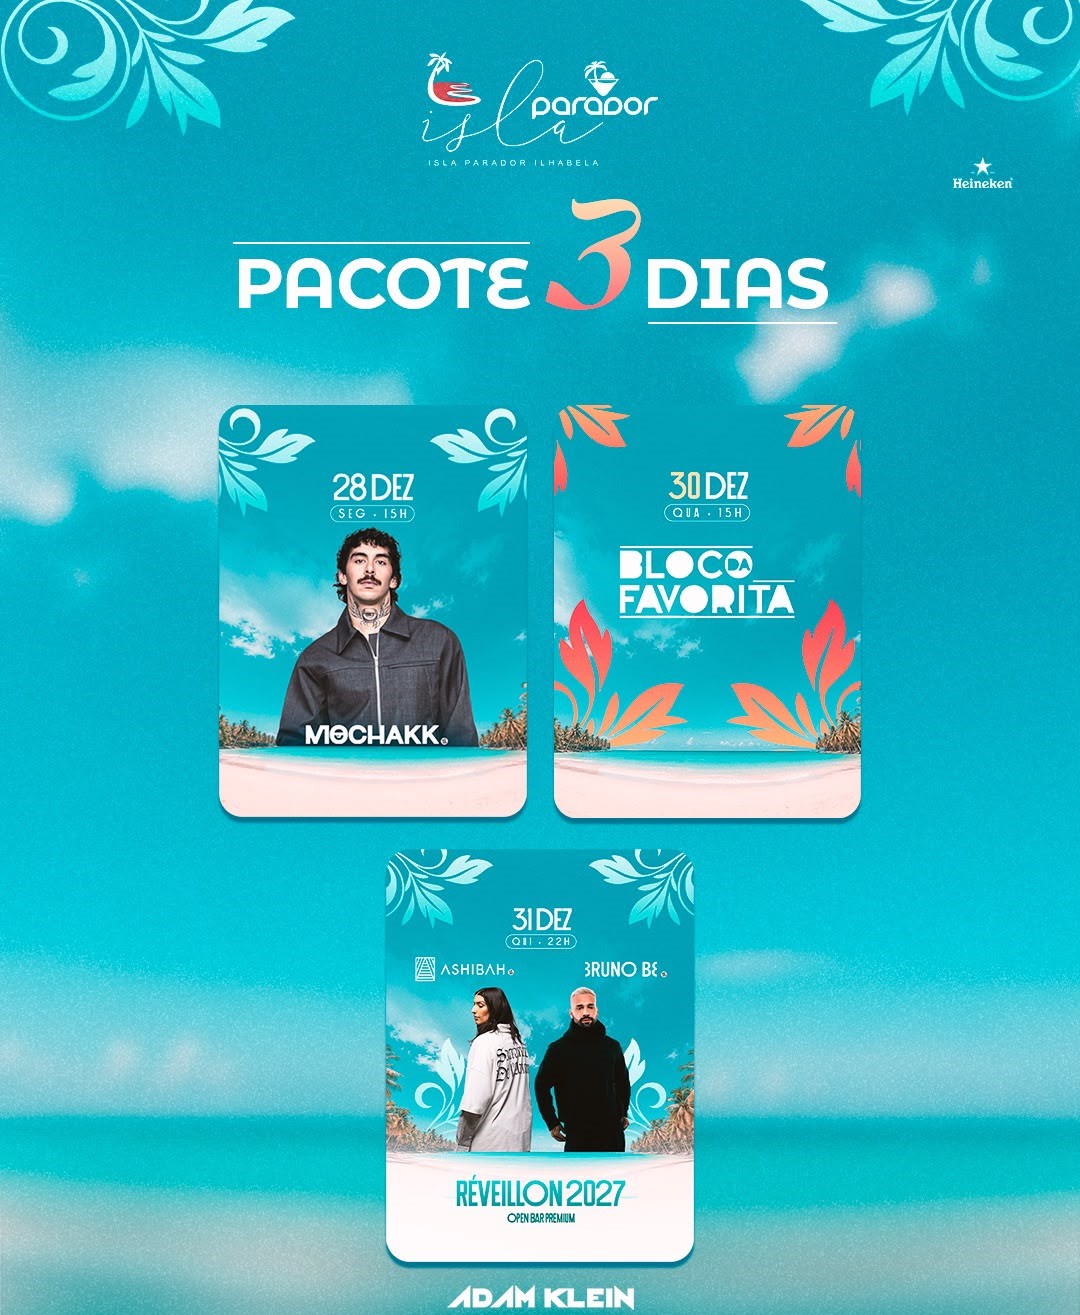 isla parador
ISLA PARADOR ILHABELA
Heineken
PACOTE 3 DIAS
28 DEZ
SEG • 15H
MOCHAKK
30 DEZ
QUA • 15H
BLOCO DA
FAVORITA
31 DEZ
QUI • 22H
ASHIBAH
BRUNO BE
RÉVEILLON 2027
OPEN BAR PREMIUM
ADAM KLEIN